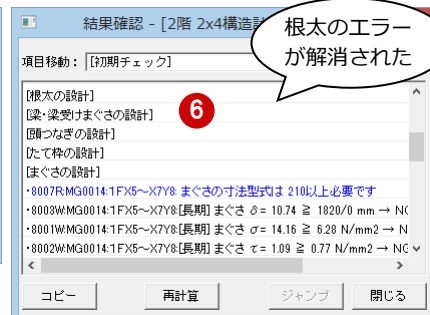 結果確認 - [2階 2x4構造計
根太のエラー
が解消された
項目移動： [初期チェック]
[根太の設計]
[梁・梁受けまぐさの設計]
6
[頭つなぎの設計]
[たて枠の設計]
[まぐさの設計]
・8007R:MG0014:1FX5～X7Y8: まぐさの寸法型式は 210以上必要です
・8003W:MG0014:1FX5～X7Y8:[長期] まぐさ δ= 10.74 ≧ 1820/0 mm → NG
・8001W:MG0014:1FX5～X7Y8:[長期] まぐさ σ= 14.16 ≧ 6.28 N/mm2 → N
・8002W:MG0014:1FX5～X7Y8:[長期] まぐさ τ= 1.09 ≧ 0.77 N/mm2 → NG
コピー 再計算 ジャンプ 閉じる